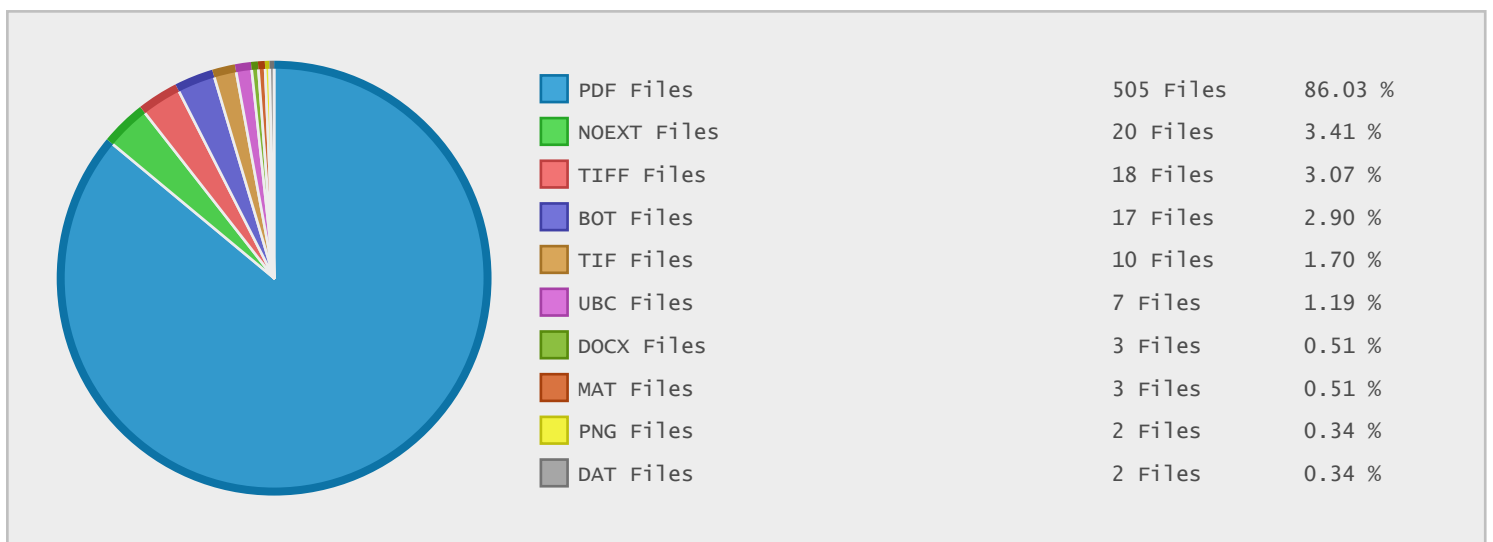 PDF Files 505 Files 86.03 %
NOEXT Files 20 Files 3.41 %
TIFF Files 18 Files 3.07 %
BOT Files 17 Files 2.90 %
TIF Files 10 Files 1.70 %
UBC Files 7 Files 1.19 %
DOCX Files 3 Files 0.51 %
MAT Files 3 Files 0.51 %
PNG Files 2 Files 0.34 %
DAT Files 2 Files 0.34 %